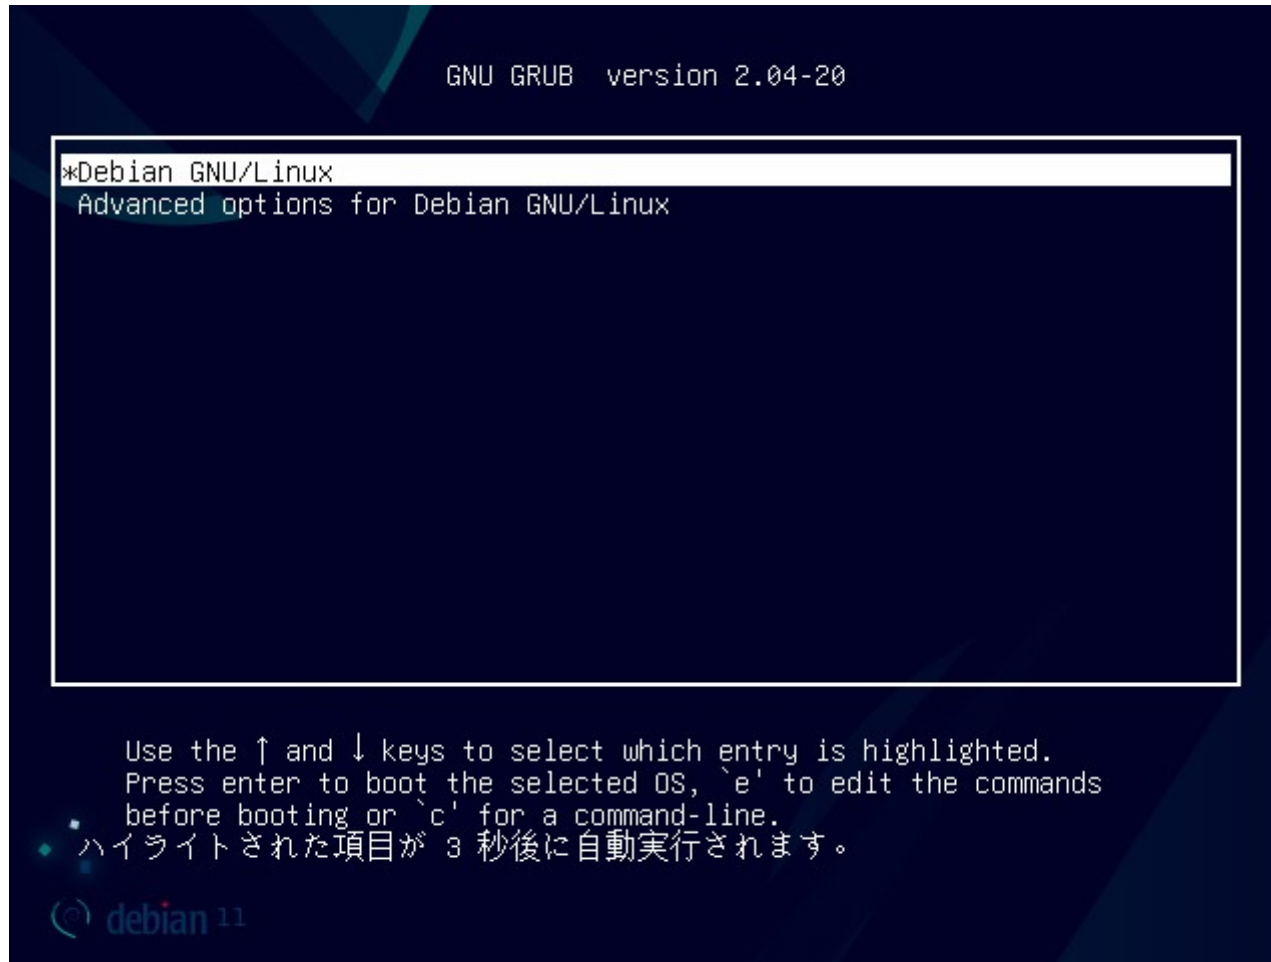 GNU GRUB  version 2.04-20
*Debian GNU/Linux
Advanced options for Debian GNU/Linux
Use the ↑ and ↓ keys to select which entry is highlighted.
Press enter to boot the selected OS, `e' to edit the commands
before booting or `c' for a command-line.
ハイライトされた項目が 3 秒後に自動実行されます。
debian 11